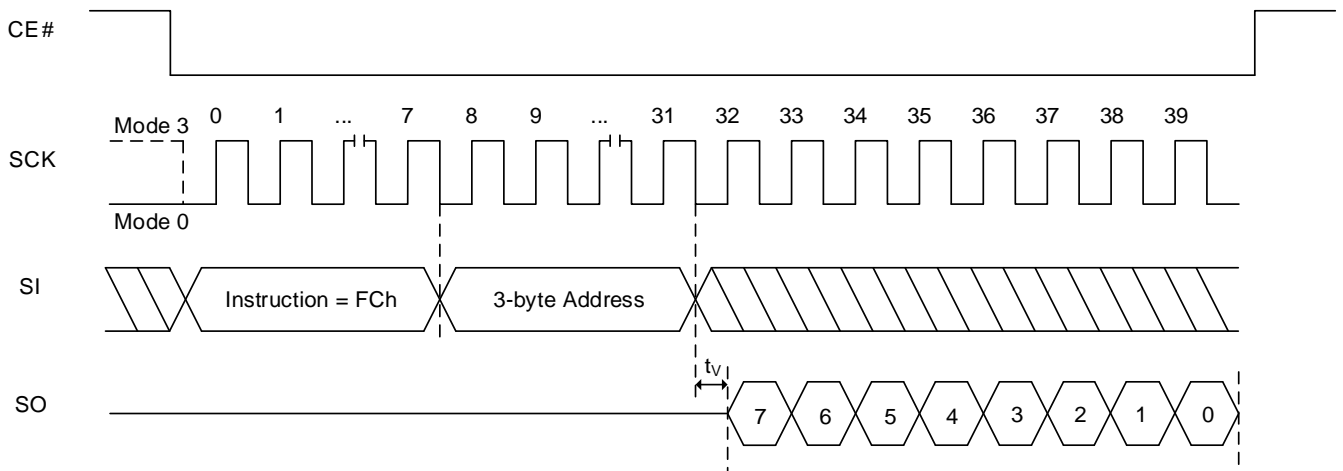 CE#
0 1 ... 7 8 9 ... 31 32 33 34 35 36 37 38 39
Mode 3
SCK
Mode 0
SI
Instruction = FCh
3-byte Address
tV
SO
7 6 5 4 3 2 1 0